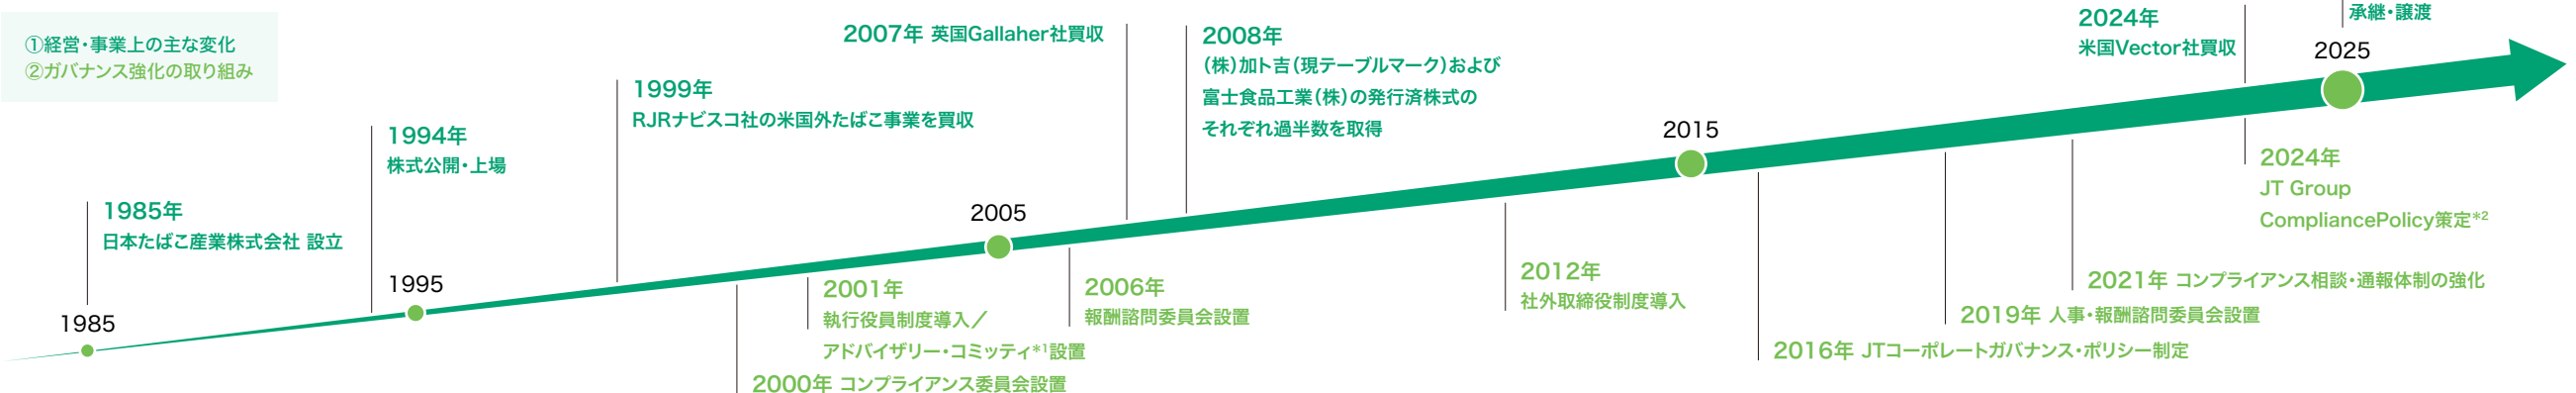 ①経営・事業上の主な変化
②ガバナンス強化の取り組み
1985年
日本たばこ産業株式会社 設立
1985
1994年
株式公開・上場
1995
1999年
RJRナビスコ社の米国外たばこ事業を買収
2000年 コンプライアンス委員会設置
2001年
執行役員制度導入／
アドバイザリー・コミッティ*1設置
2005
2006年
報酬諮問委員会設置
2007年 英国Gallaher社買収
2008年
（株）加ト吉（現テーブルマーク）および
富士食品工業（株）の発行済株式の
それぞれ過半数を取得
2012年
社外取締役制度導入
2015
2016年 JTコーポレートガバナンス・ポリシー制定
2019年 人事・報酬諮問委員会設置
2021年 コンプライアンス相談・通報体制の強化
2024年
米国Vector社買収
2024年
JT Group
CompliancePolicy策定*2
承継・譲渡
2025